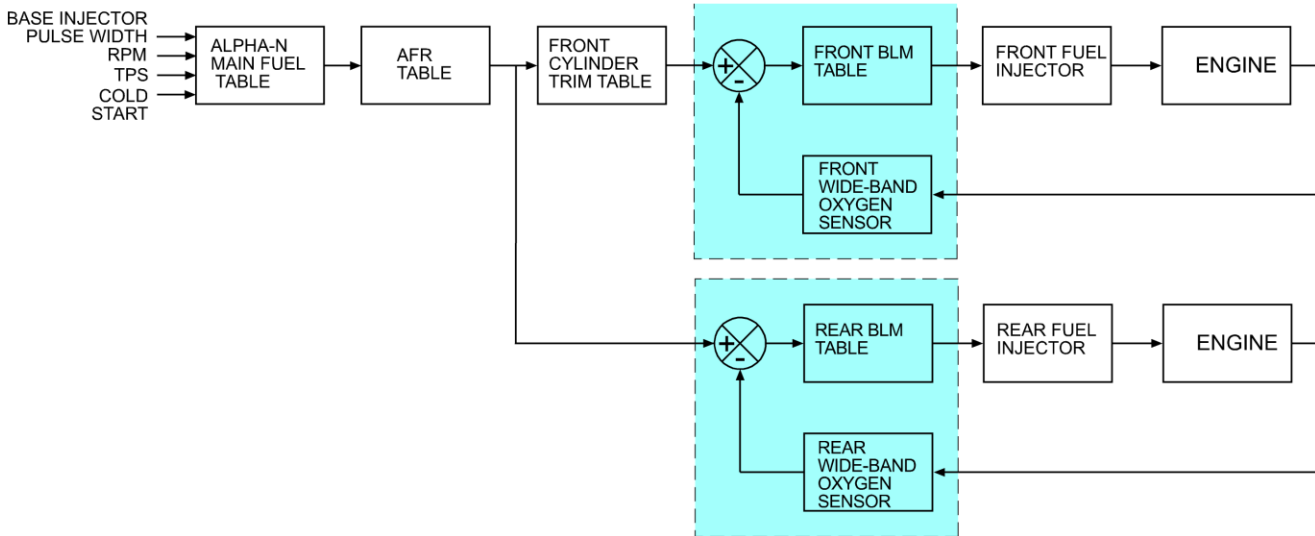 BASE INJECTOR
PULSE WIDTH
RPM
TPS
COLD
START
ALPHA-N
MAIN FUEL
TABLE
AFR
TABLE
FRONT
CYLINDER
TRIM TABLE
+
-
FRONT BLM
TABLE
FRONT FUEL
INJECTOR
ENGINE
FRONT
WIDE-BAND
OXYGEN
SENSOR
+
-
REAR BLM
TABLE
REAR FUEL
INJECTOR
ENGINE
REAR
WIDE-BAND
OXYGEN
SENSOR